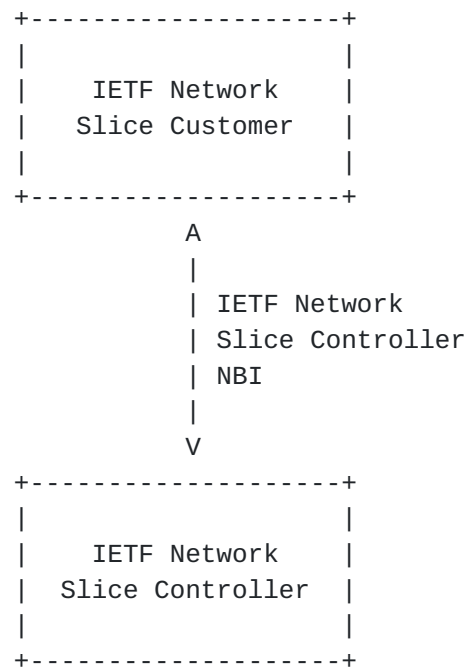 IETF Network
Slice Customer
A
IETF Network
Slice Controller
NBI
V
IETF Network
Slice Controller